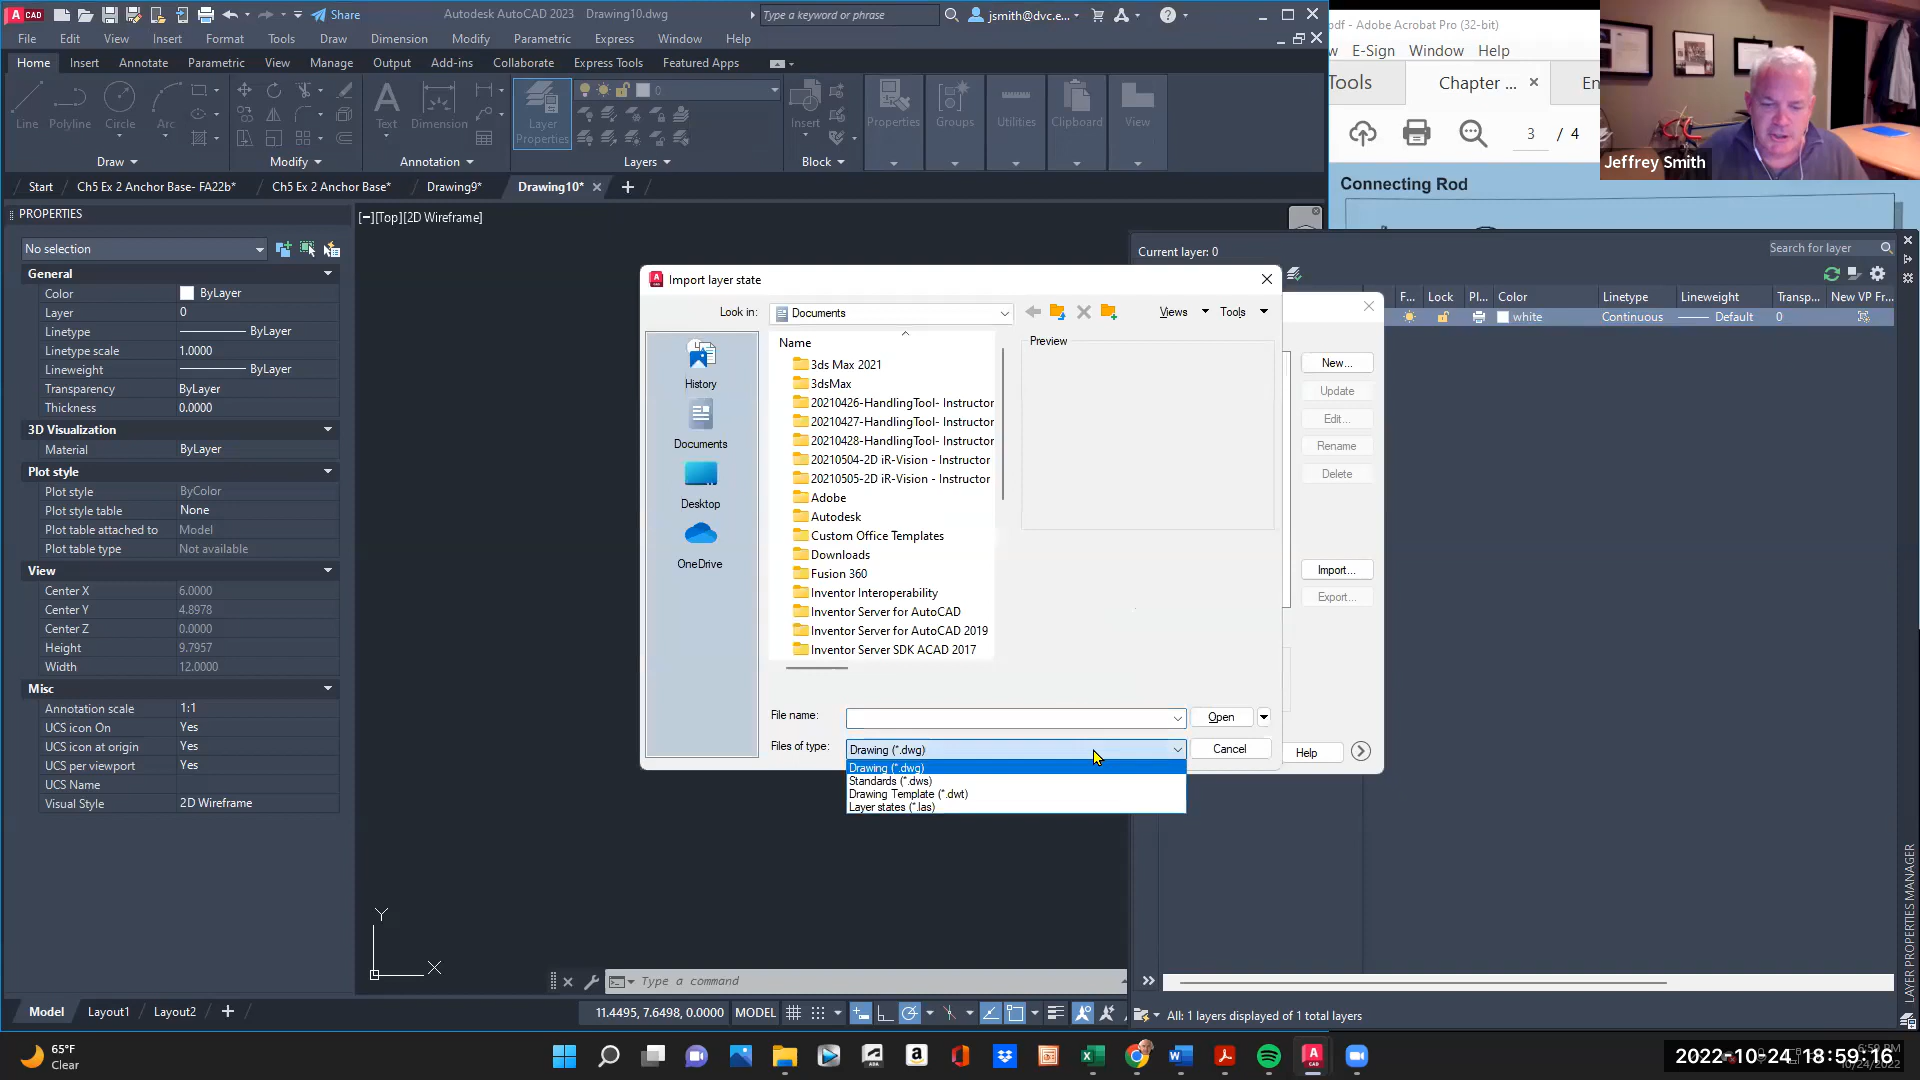 CAD Share Autodesk AutoCAD 2023 Drawing10.dwg Type a keyword or phrase jsmith@dvc.e...
File Edit View Insert Format Tools Draw Dimension Modify Parametric Express Window Help
Home Insert Annotate Parametric View Manage Output Add-ins Collaborate Express Tools Featured Apps
Line Polyline Circle Arc Text Dimension Layer Properties 0 Insert Properties Groups Utilities Clipboard View
Draw Modify Annotation Layers Block
Start Ch5 Ex 2 Anchor Base- FA22b* Ch5 Ex 2 Anchor Base* Drawing9* Drawing10*
PROPERTIES
No selection
General
Color ByLayer
Layer 0
Linetype ByLayer
Linetype scale 1.0000
Lineweight ByLayer
Transparency ByLayer
Thickness 0.0000
3D Visualization
Material ByLayer
Plot style
Plot style ByColor
Plot style table None
Plot table attached to Model
Plot table type Not available
View
Center X 6.0000
Center Y 4.8978
Center Z 0.0000
Height 9.7957
Width 12.0000
Misc
Annotation scale 1:1
UCS icon On Yes
UCS icon at origin Yes
UCS per viewport Yes
UCS Name
Visual Style 2D Wireframe
[−][Top][2D Wireframe]
Import layer state
Look in: Documents Views Tools
History
Documents
Desktop
OneDrive
Name
3ds Max 2021
3dsMax
20210426-HandlingTool- Instructor
20210427-HandlingTool- Instructor
20210428-HandlingTool- Instructor
20210504-2D iR-Vision - Instructor
20210505-2D iR-Vision - Instructor
Adobe
Autodesk
Custom Office Templates
Downloads
Fusion 360
Inventor Interoperability
Inventor Server for AutoCAD
Inventor Server for AutoCAD 2019
Inventor Server SDK ACAD 2017
Preview
File name: Open
Files of type: Drawing (*.dwg) Cancel
Drawing (*.dwg)
Standards (*.dws)
Drawing Template (*.dwt)
Layer states (*.las)
New...
Update
Edit...
Rename
Delete
Import...
Export...
Help
pdf - Adobe Acrobat Pro (32-bit)
E-Sign Window Help
Tools Chapter ... × En
3 / 4
Jeffrey Smith
Connecting Rod
Current layer: 0 Search for layer
F... Lock Pl... Color Linetype Lineweight Transp... New VP Fr...
white Continuous Default 0
LAYER PROPERTIES MANAGER
All: 1 layers displayed of 1 total layers
Y
X
Type a command
Model Layout1 Layout2 + 11.4495, 7.6498, 0.0000 MODEL
65°F
Clear
2022-10-24 18:59:16